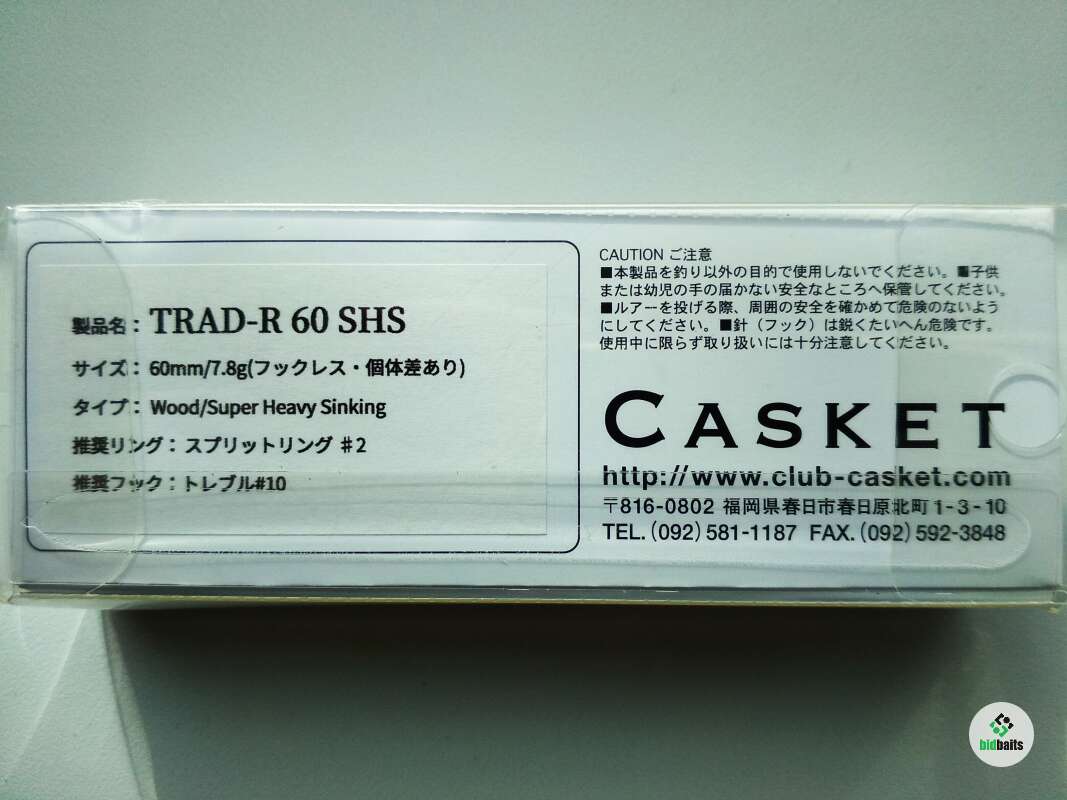 製品名： TRAD-R 60 SHS
サイズ： 60mm/7.8g(フックレス・個体差あり)
タイプ： Wood/Super Heavy Sinking
推奨リング： スプリットリング ＃2
推奨フック：トレブル#10
CAUTION ご注意
■本製品を釣り以外の目的で使用しないでください。■子供
または幼児の手の届かない安全なところへ保管してください。
■ルアーを投げる際、周囲の安全を確かめて危険のないよう
にしてください。■針（フック）は鋭くたいへん危険です。
使用中に限らず取り扱いには十分注意してください。
CASKET
http://www.club-casket.com
〒816-0802 福岡県春日市春日原北町1-3-10
TEL.(092)581-1187 FAX.(092)592-3848
bidbaits